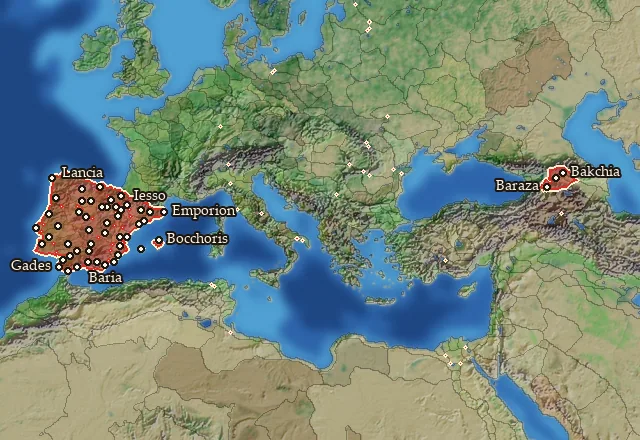 Lancia
Iesso
Bakchia
Baraza
Emporion
Bocchoris
Gades
Baria